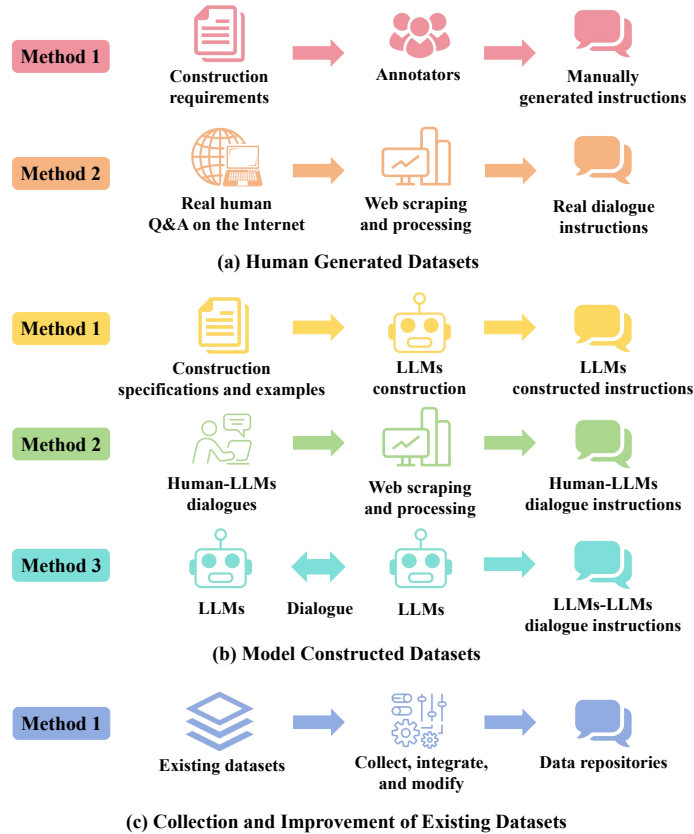 Method 1
Construction
requirements
Annotators
Manually
generated instructions
Method 2
Real human
Q&A on the Internet
Web scraping
and processing
Real dialogue
instructions
(a) Human Generated Datasets
Method 1
Construction
specifications and examples
LLMs
construction
LLMs
constructed instructions
Method 2
Human-LLMs
dialogues
Web scraping
and processing
Human-LLMs
dialogue instructions
Method 3
LLMs
Dialogue
LLMs
LLMs-LLMs
dialogue instructions
(b) Model Constructed Datasets
Method 1
Existing datasets
Collect, integrate,
and modify
Data repositories
(c) Collection and Improvement of Existing Datasets